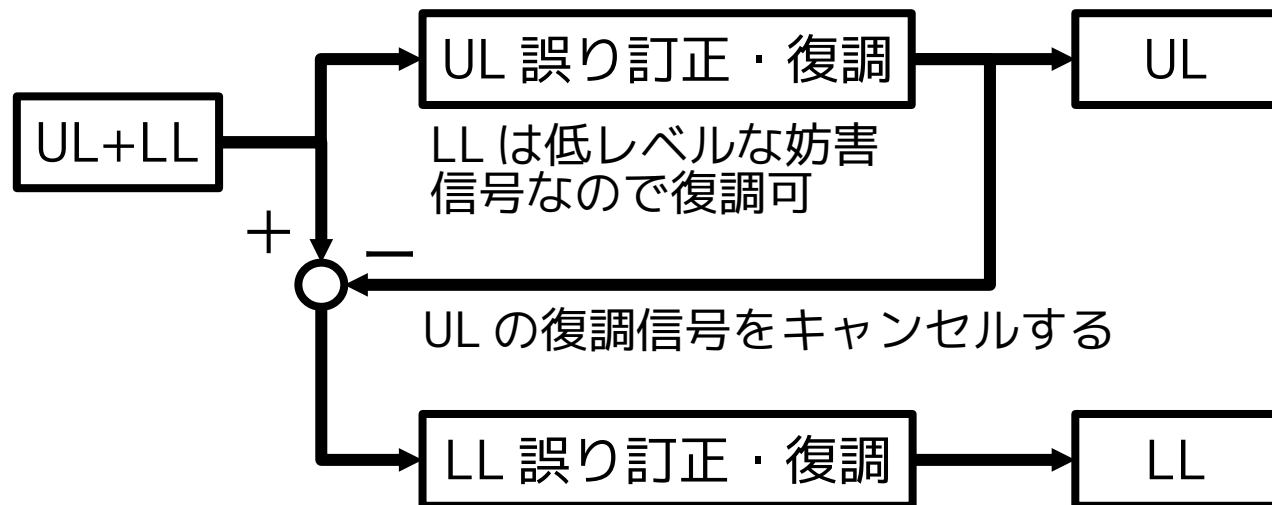 UL 誤り訂正・復調
UL
UL+LL
LL は低レベルな妨害
信号なので復調可
+
−
UL の復調信号をキャンセルする
LL 誤り訂正・復調
LL